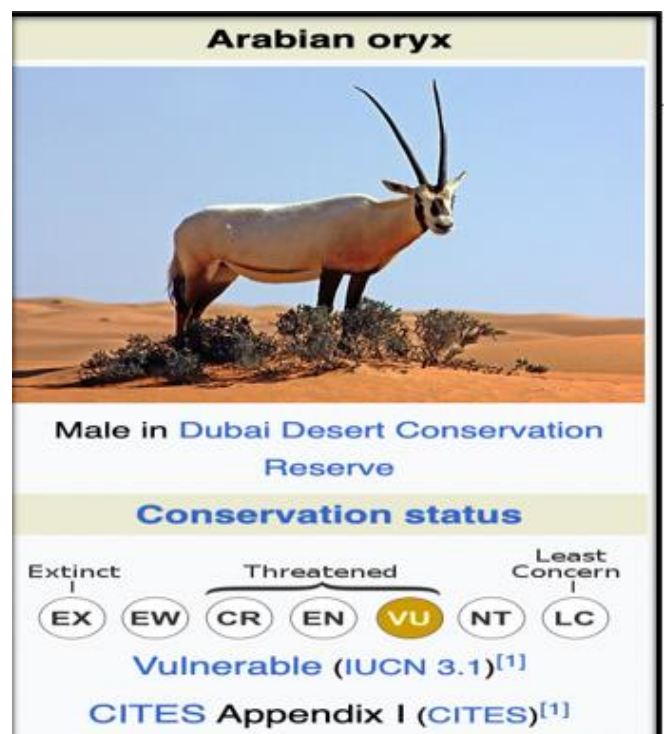 Arabian oryx
Male in Dubai Desert Conservation
Reserve
Conservation status
Extinct Threatened Least Concern
EX EW CR EN VU NT LC
Vulnerable (IUCN 3.1)[1]
CITES Appendix I (CITES)[1]